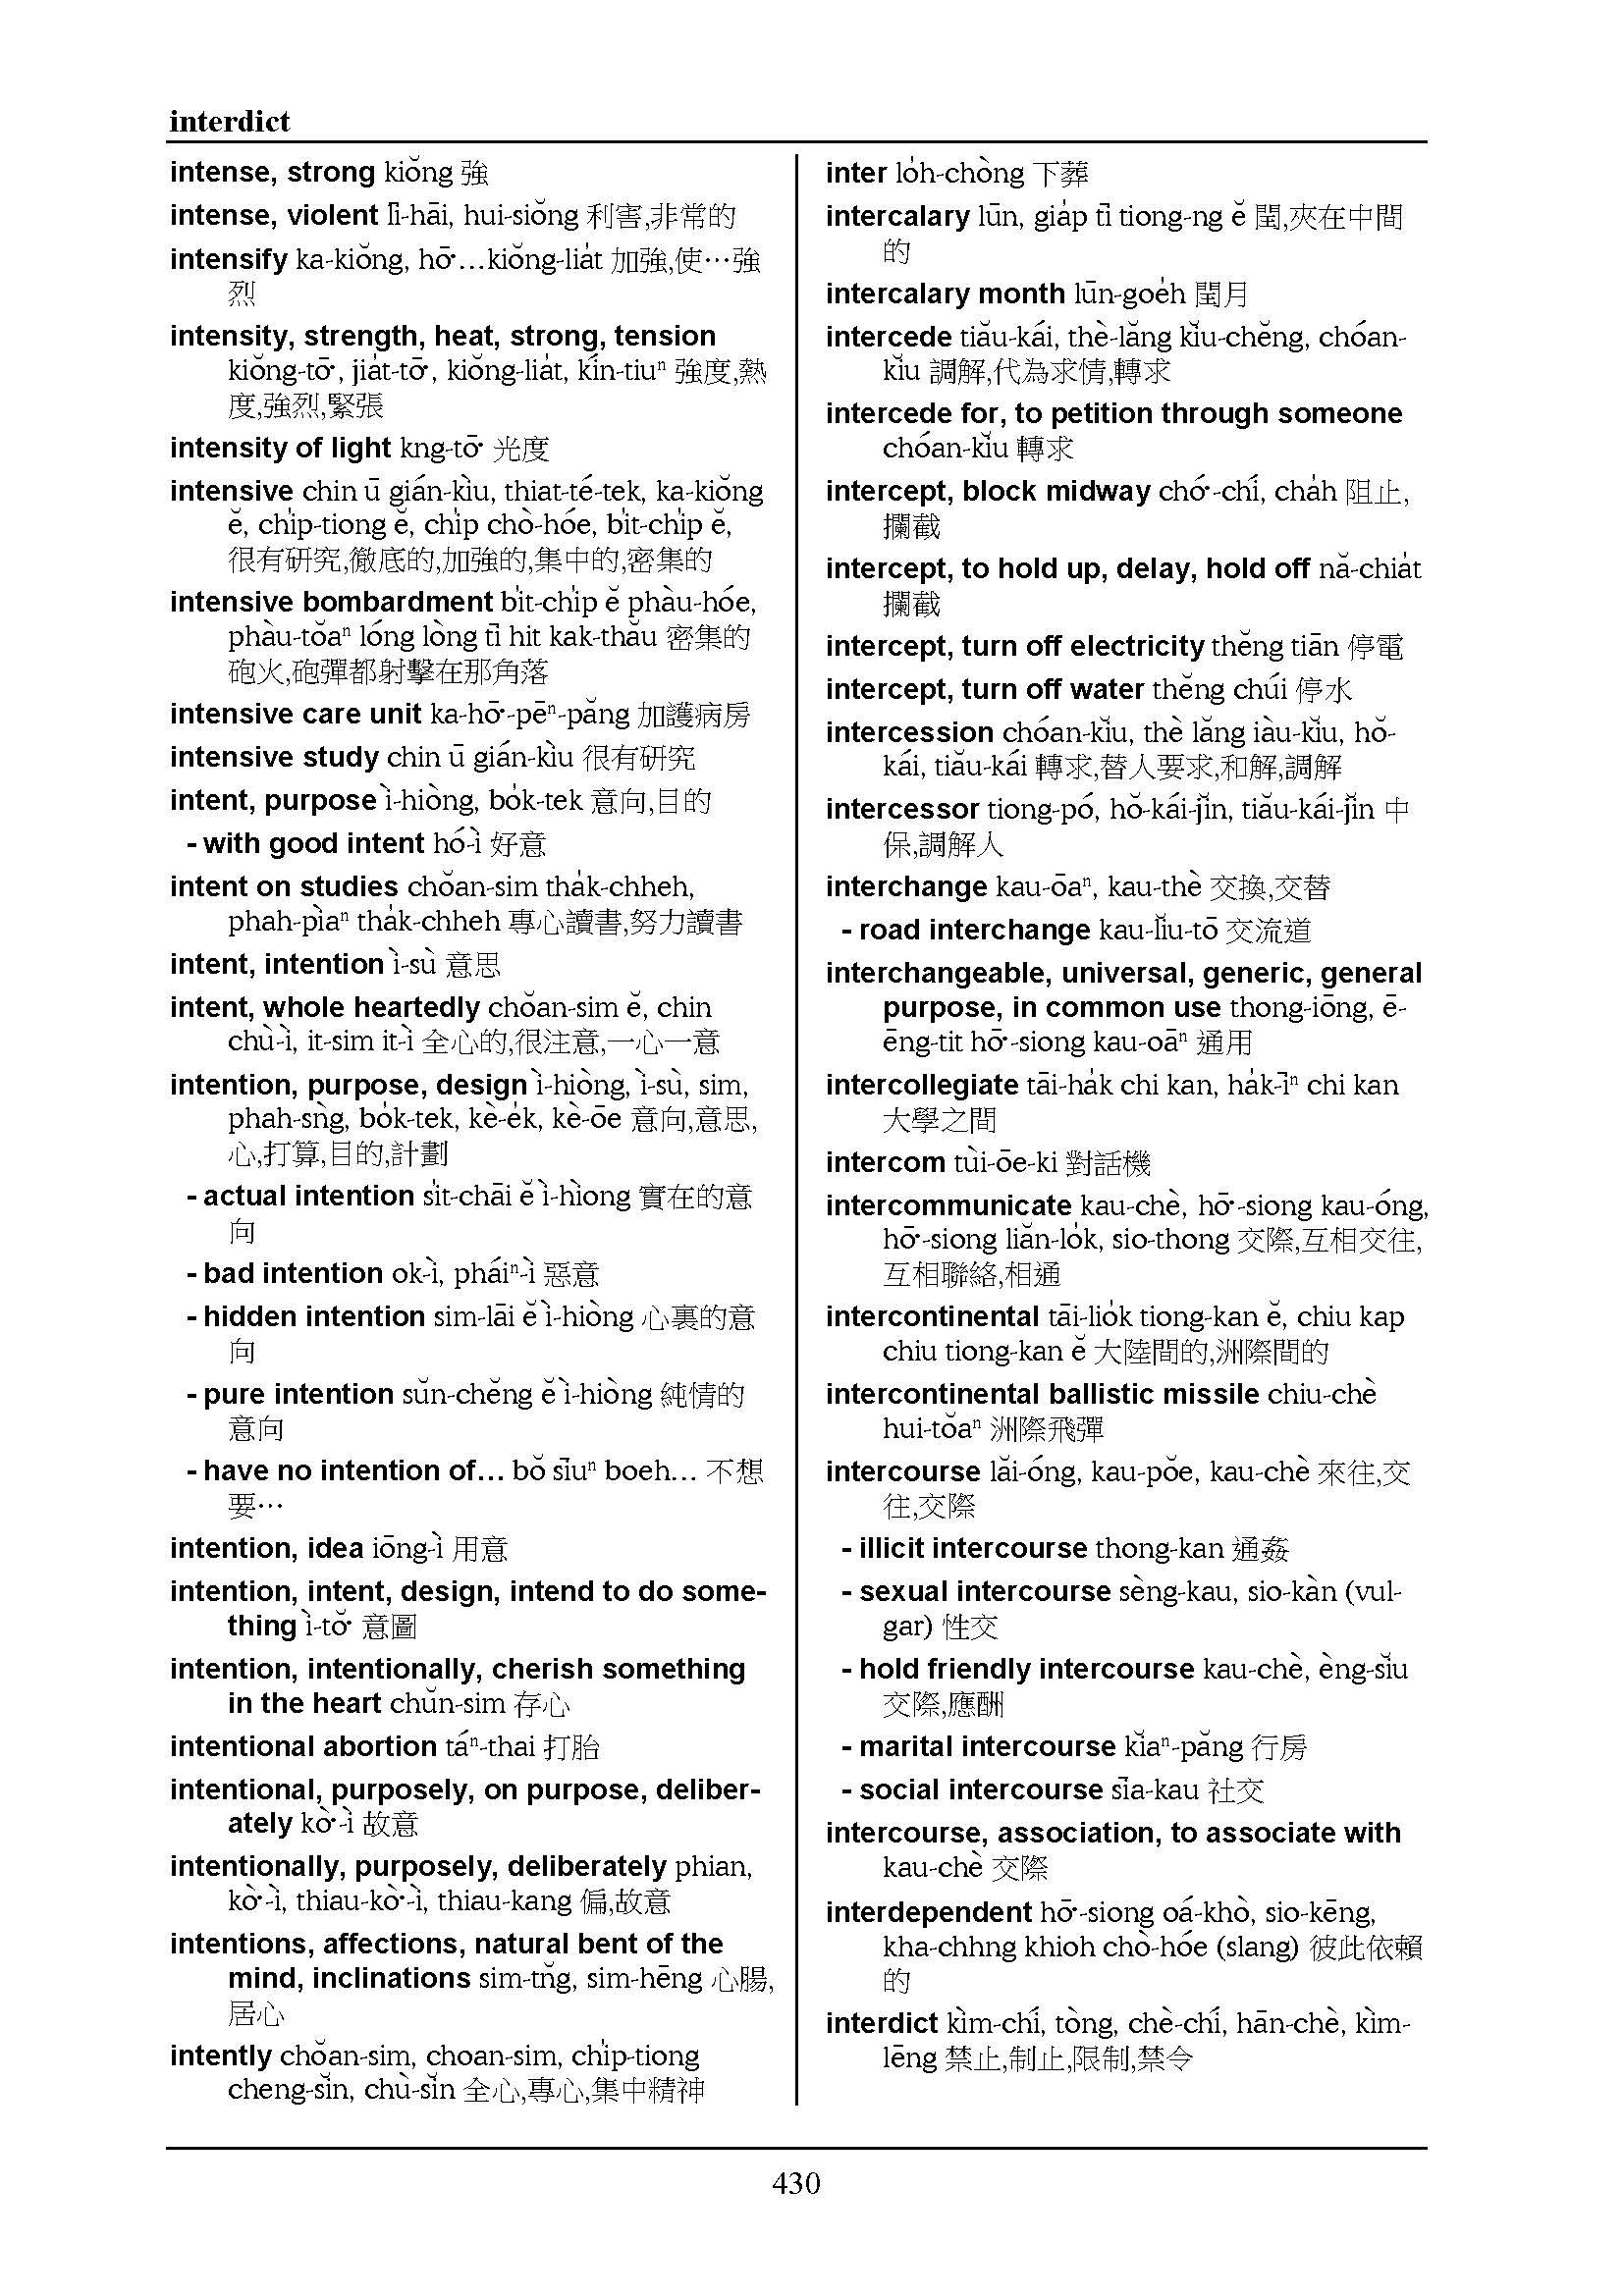 interdict
intense, strong kiŏng 強
intense, violent lī-hāi, hui-siŏng 利害,非常的
intensify ka-kiŏng, hō͘…kiŏng-lia̍t 加強,使…強
烈
intensity, strength, heat, strong, tension
kiŏng-tō͘, jia̍t-tō͘, kiŏng-lia̍t, kín-tiuⁿ 強度,熱
度,強烈,緊張
intensity of light kng-tō͘ 光度
intensive chin ū gián-kìu, thiat-té-tek, ka-kiŏng
ĕ, chi̍p-tiong ĕ, chi̍p chò-hóe, bi̍t-chi̍p ĕ,
很有研究,徹底的,加強的,集中的,密集的
intensive bombardment bi̍t-chi̍p ĕ phàu-hóe,
phàu-tŏaⁿ lóng lòng tī hit kak-thău 密集的
砲火,砲彈都射擊在那角落
intensive care unit ka-hō͘-pēⁿ-păng 加護病房
intensive study chin ū gián-kìu 很有研究
intent, purpose ì-hiòng, bo̍k-tek 意向,目的
- with good intent hó-ì 好意
intent on studies chŏan-sim tha̍k-chheh,
phah-pìaⁿ tha̍k-chheh 專心讀書,努力讀書
intent, intention ì-sù 意思
intent, whole heartedly chŏan-sim ĕ, chin
chù-ì, it-sim it-ì 全心的,很注意,一心一意
intention, purpose, design ì-hiòng, ì-sù, sim,
phah-sǹg, bo̍k-tek, kè-e̍k, kè-ōe 意向,意思,
心,打算,目的,計劃
- actual intention si̍t-chāi ĕ ì-hìong 實在的意
向
- bad intention ok-ì, pháiⁿ-ì 惡意
- hidden intention sim-lāi ĕ ì-hiòng 心裏的意
向
- pure intention sŭn-chĕng ĕ ì-hiòng 純情的
意向
- have no intention of… bŏ sīuⁿ boeh… 不想
要…
intention, idea iōng-ì 用意
intention, intent, design, intend to do some-
thing ì-tŏ͘ 意圖
intention, intentionally, cherish something
in the heart chŭn-sim 存心
intentional abortion táⁿ-thai 打胎
intentional, purposely, on purpose, deliber-
ately kò͘-ì 故意
intentionally, purposely, deliberately phian,
kò͘-ì, thiau-kò͘-ì, thiau-kang 偏,故意
intentions, affections, natural bent of the
mind, inclinations sim-tn̆g, sim-hēng 心腸,
居心
intently chŏan-sim, choan-sim, chi̍p-tiong
cheng-sĭn, chù-sĭn 全心,專心,集中精神
inter lo̍h-chòng 下葬
intercalary lūn, gia̍p tī tiong-ng ĕ 閏,夾在中間
的
intercalary month lūn-goe̍h 閏月
intercede tiău-kái, thè-lăng kĭu-chĕng, chóan-
kĭu 調解,代為求情,轉求
intercede for, to petition through someone
chóan-kĭu 轉求
intercept, block midway chó͘-chí, cha̍h 阻止,
攔截
intercept, to hold up, delay, hold off nă-chia̍t
攔截
intercept, turn off electricity thĕng tiān 停電
intercept, turn off water thĕng chúi 停水
intercession chóan-kĭu, thè lăng iàu-kĭu, hŏ-
kái, tiău-kái 轉求,替人要求,和解,調解
intercessor tiong-pó, hŏ-kái-jĭn, tiău-kái-jĭn 中
保,調解人
interchange kau-ōaⁿ, kau-thè 交換,交替
- road interchange kau-lĭu-tō 交流道
interchangeable, universal, generic, general
purpose, in common use thong-iōng, ē-
ēng-tit hō͘-siong kau-oāⁿ 通用
intercollegiate tāi-ha̍k chi kan, ha̍k-īⁿ chi kan
大學之間
intercom tùi-ōe-ki 對話機
intercommunicate kau-chè, hō͘-siong kau-óng,
hō͘-siong liăn-lo̍k, sio-thong 交際,互相交往,
互相聯絡,相通
intercontinental tāi-lio̍k tiong-kan ĕ, chiu kap
chiu tiong-kan ĕ 大陸間的,洲際間的
intercontinental ballistic missile chiu-chè
hui-tŏaⁿ 洲際飛彈
intercourse lăi-óng, kau-pŏe, kau-chè 來往,交
往,交際
- illicit intercourse thong-kan 通姦
- sexual intercourse sèng-kau, sio-kàn (vul-
gar) 性交
- hold friendly intercourse kau-chè, èng-sĭu
交際,應酬
- marital intercourse kĭaⁿ-păng 行房
- social intercourse sīa-kau 社交
intercourse, association, to associate with
kau-chè 交際
interdependent hō͘-siong oá-khò, sio-kēng,
kha-chhng khioh chò-hóe (slang) 彼此依賴
的
interdict kìm-chí, tòng, chè-chí, hān-chè, kìm-
lēng 禁止,制止,限制,禁令
430